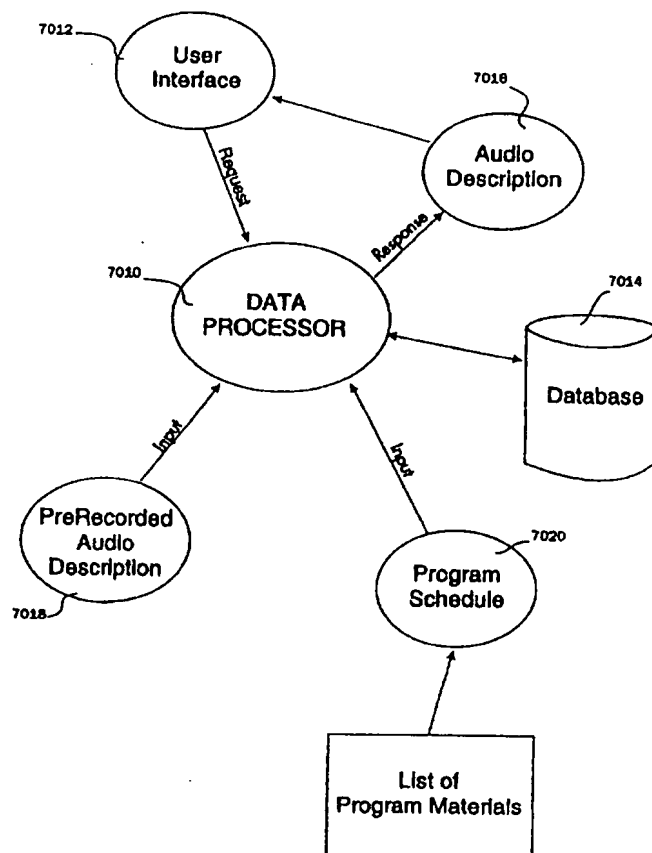 7012
User
Interface
7016
Audio
Description
Request
Response
7010
DATA
PROCESSOR
7014
Database
Input
Input
PreRecorded
Audio
Description
7018
7020
Program
Schedule
List of
Program Materials